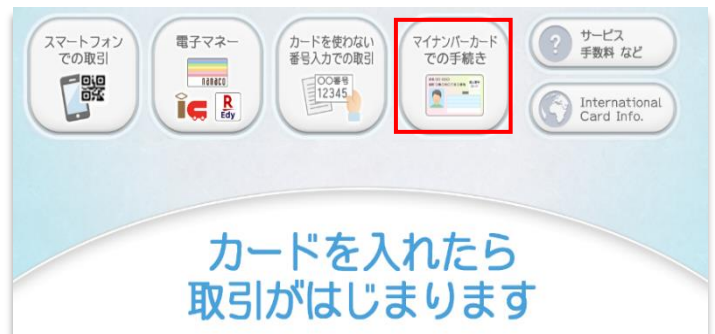 スマートフォン
での取引
電子マネー
nanaco
R
Edy
カードを使わない
番号入力での取引
〇〇番号
12345
マイナンバーカード
での手続き
?
サービス
手数料 など
International
Card Info.
カードを入れたら
取引がはじまります